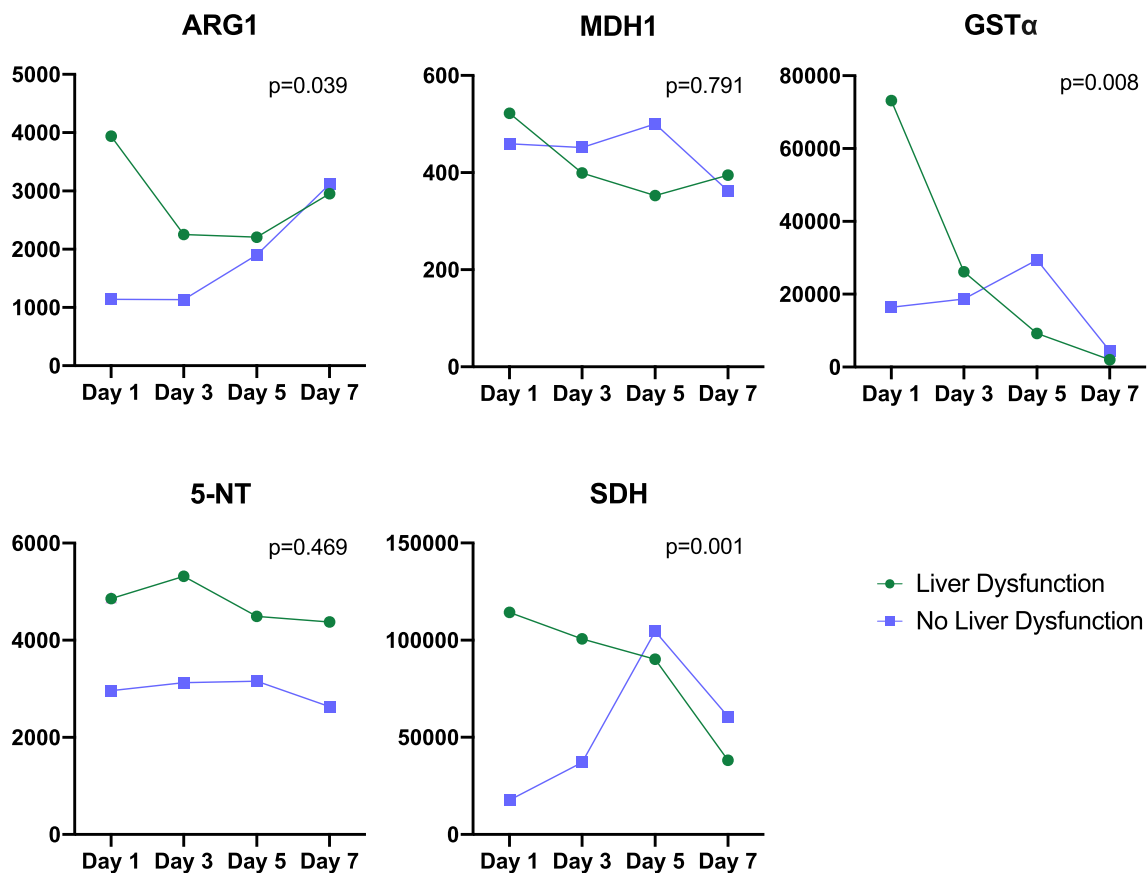 ARG1
p=0.039
5000
4000
3000
2000
1000
0
Day 1 Day 3 Day 5 Day 7
MDH1
p=0.791
600
400
200
0
Day 1 Day 3 Day 5 Day 7
GSTα
p=0.008
80000
60000
40000
20000
0
Day 1 Day 3 Day 5 Day 7
5-NT
p=0.469
6000
4000
2000
0
Day 1 Day 3 Day 5 Day 7
SDH
p=0.001
150000
100000
50000
0
Day 1 Day 3 Day 5 Day 7
Liver Dysfunction
No Liver Dysfunction